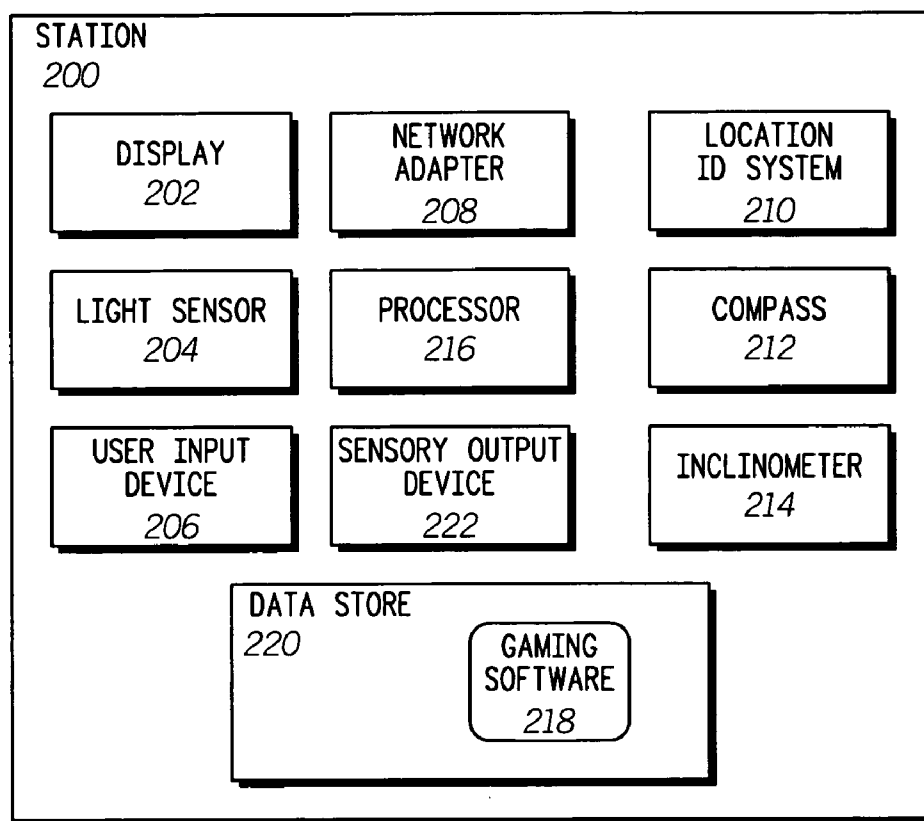 STATION
200
DISPLAY
202
NETWORK
ADAPTER
208
LOCATION
ID SYSTEM
210
LIGHT SENSOR
204
PROCESSOR
216
COMPASS
212
USER INPUT
DEVICE
206
SENSORY OUTPUT
DEVICE
222
INCLINOMETER
214
DATA STORE
220
GAMING
SOFTWARE
218